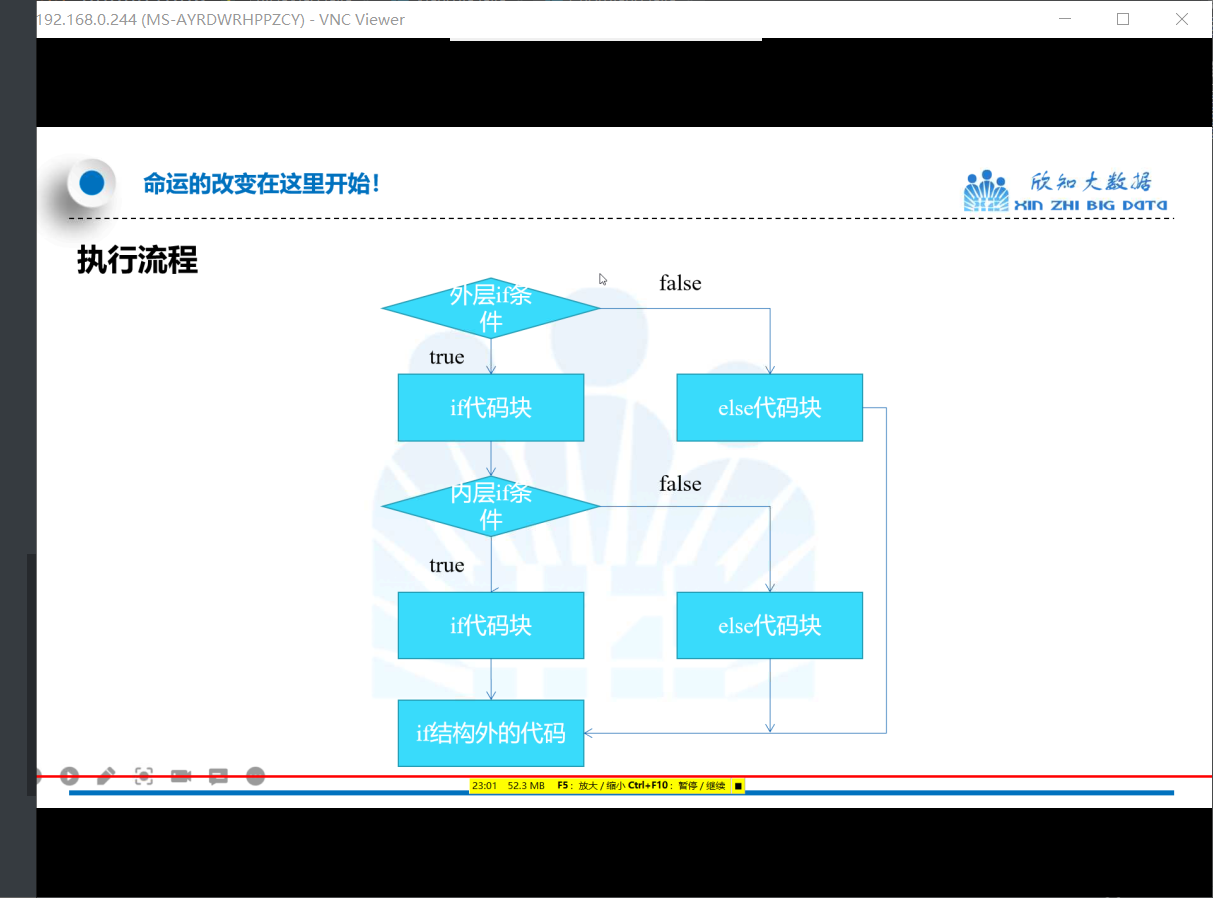 192.168.0.244 (MS-AYRDWRHPPZCY) - VNC Viewer
命运的改变在这里开始!
欣知大数据
XIN ZHI BIG DATA
执行流程
外层if条
件
false
true
if代码块
else代码块
内层if条
件
false
true
if代码块
else代码块
if结构外的代码
23:01 52.3 MB F5: 放大/缩小 Ctrl+F10: 暂停/继续